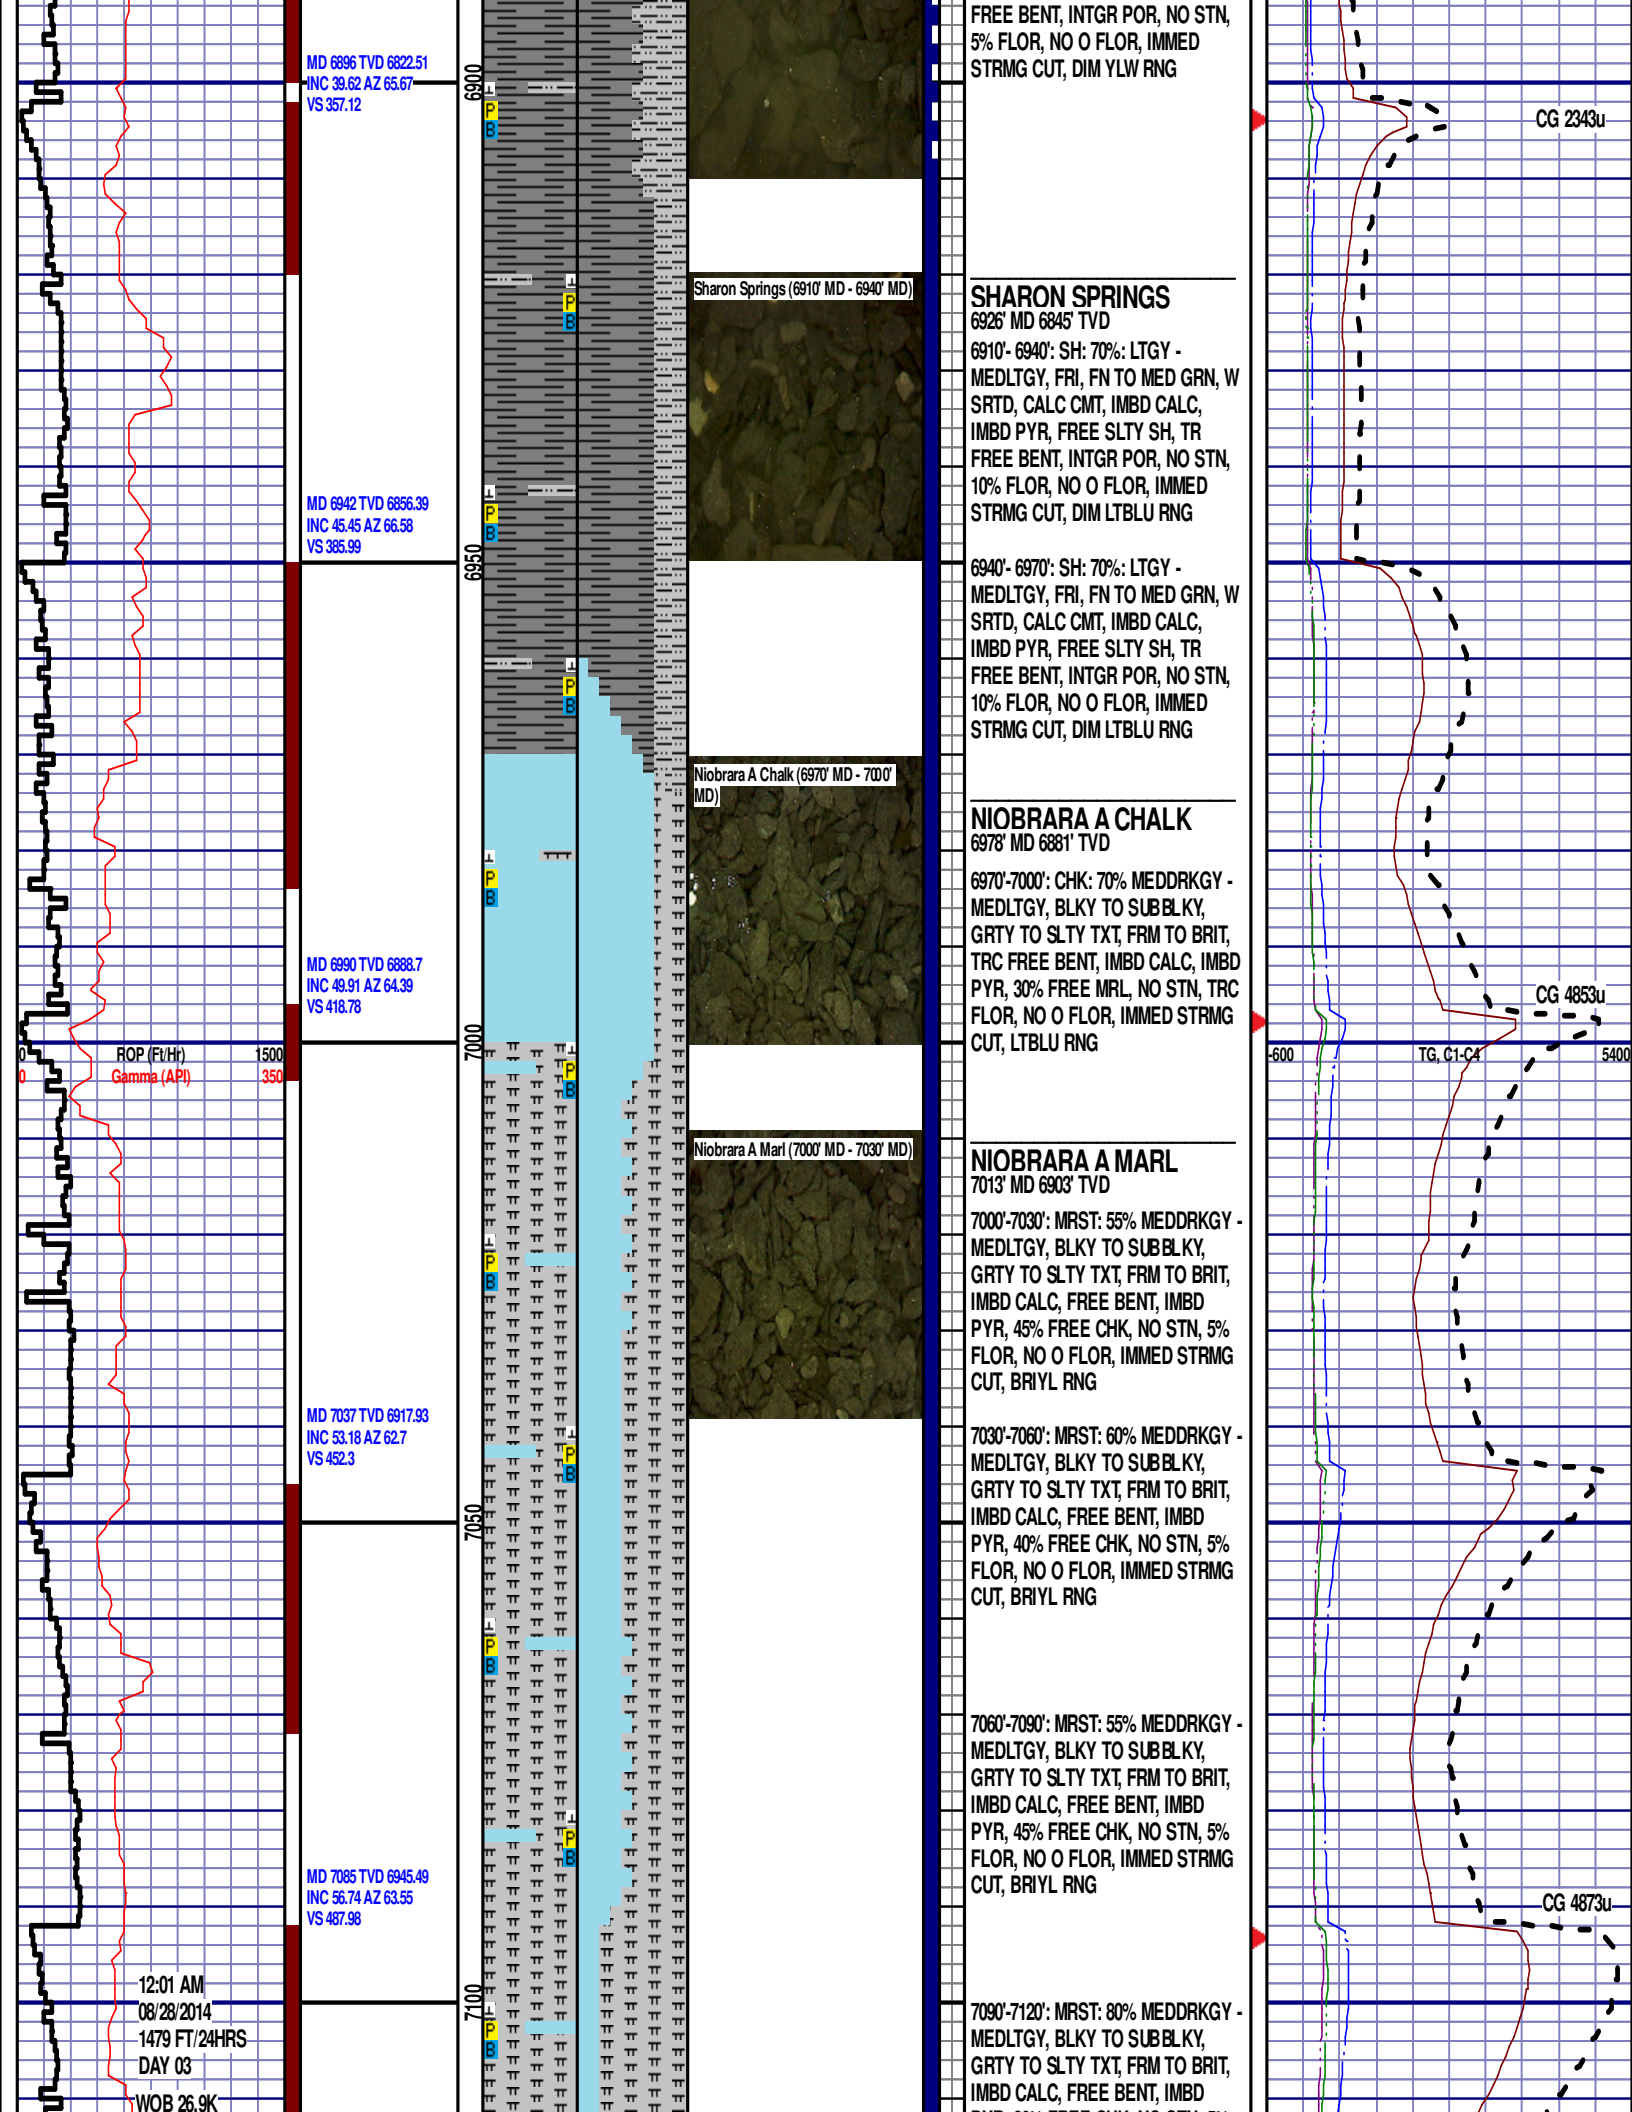 FREE BENT, INTGR POR, NO STN,
5% FLOR, NO O FLOR, IMMED
STRMG CUT, DIM YLW RNG
MD 6896 TVD 6822.51
INC 39.62 AZ 65.67
VS 357.12
6900
P
B
CG 2343u
P
B
Sharon Springs (6910' MD - 6940' MD)
SHARON SPRINGS
6926' MD 6845' TVD
6910'- 6940': SH: 70%: LTGY -
MEDLTGY, FRI, FN TO MED GRN, W
SRTD, CALC CMT, IMBD CALC,
IMBD PYR, FREE SLTY SH, TR
FREE BENT, INTGR POR, NO STN,
10% FLOR, NO O FLOR, IMMED
STRMG CUT, DIM LTBLU RNG
MD 6942 TVD 6856.39
INC 45.45 AZ 66.58
VS 385.99
P
B
6950
6940'- 6970': SH: 70%: LTGY -
MEDLTGY, FRI, FN TO MED GRN, W
SRTD, CALC CMT, IMBD CALC,
IMBD PYR, FREE SLTY SH, TR
FREE BENT, INTGR POR, NO STN,
10% FLOR, NO O FLOR, IMMED
STRMG CUT, DIM LTBLU RNG
P
B
Niobrara A Chalk (6970' MD - 7000'
MD)
NIOBRARA A CHALK
6978' MD 6881' TVD
6970'-7000': CHK: 70% MEDDRKGY -
MEDLTGY, BLKY TO SUBBLKY,
GRTY TO SLTY TXT, FRM TO BRIT,
TRC FREE BENT, IMBD CALC, IMBD
PYR, 30% FREE MRL, NO STN, TRC
FLOR, NO O FLOR, IMMED STRMG
CUT, LTBLU RNG
P
B
MD 6990 TVD 6888.7
INC 49.91 AZ 64.39
VS 418.78
CG 4853u
7000
0 ROP (Ft/Hr) 1500
0 Gamma (API) 350
-600 TG, C1-C4 5400
P
B
Niobrara A Marl (7000' MD - 7030' MD)
NIOBRARA A MARL
7013' MD 6903' TVD
7000'-7030': MRST: 55% MEDDRKGY -
MEDLTGY, BLKY TO SUBBLKY,
GRTY TO SLTY TXT, FRM TO BRIT,
IMBD CALC, FREE BENT, IMBD
PYR, 45% FREE CHK, NO STN, 5%
FLOR, NO O FLOR, IMMED STRMG
CUT, BRIYL RNG
P
B
MD 7037 TVD 6917.93
INC 53.18 AZ 62.7
VS 452.3
P
B
7050
7030'-7060': MRST: 60% MEDDRKGY -
MEDLTGY, BLKY TO SUBBLKY,
GRTY TO SLTY TXT, FRM TO BRIT,
IMBD CALC, FREE BENT, IMBD
PYR, 40% FREE CHK, NO STN, 5%
FLOR, NO O FLOR, IMMED STRMG
CUT, BRIYL RNG
P
B
7060'-7090': MRST: 55% MEDDRKGY -
MEDLTGY, BLKY TO SUBBLKY,
GRTY TO SLTY TXT, FRM TO BRIT,
IMBD CALC, FREE BENT, IMBD
PYR, 45% FREE CHK, NO STN, 5%
FLOR, NO O FLOR, IMMED STRMG
CUT, BRIYL RNG
P
B
MD 7085 TVD 6945.49
INC 56.74 AZ 63.55
VS 487.98
CG 4873u
12:01 AM
08/28/2014
1479 FT/24HRS
DAY 03
WOB 26.9K
7100
P
B
7090'-7120': MRST: 80% MEDDRKGY -
MEDLTGY, BLKY TO SUBBLKY,
GRTY TO SLTY TXT, FRM TO BRIT,
IMBD CALC, FREE BENT, IMBD